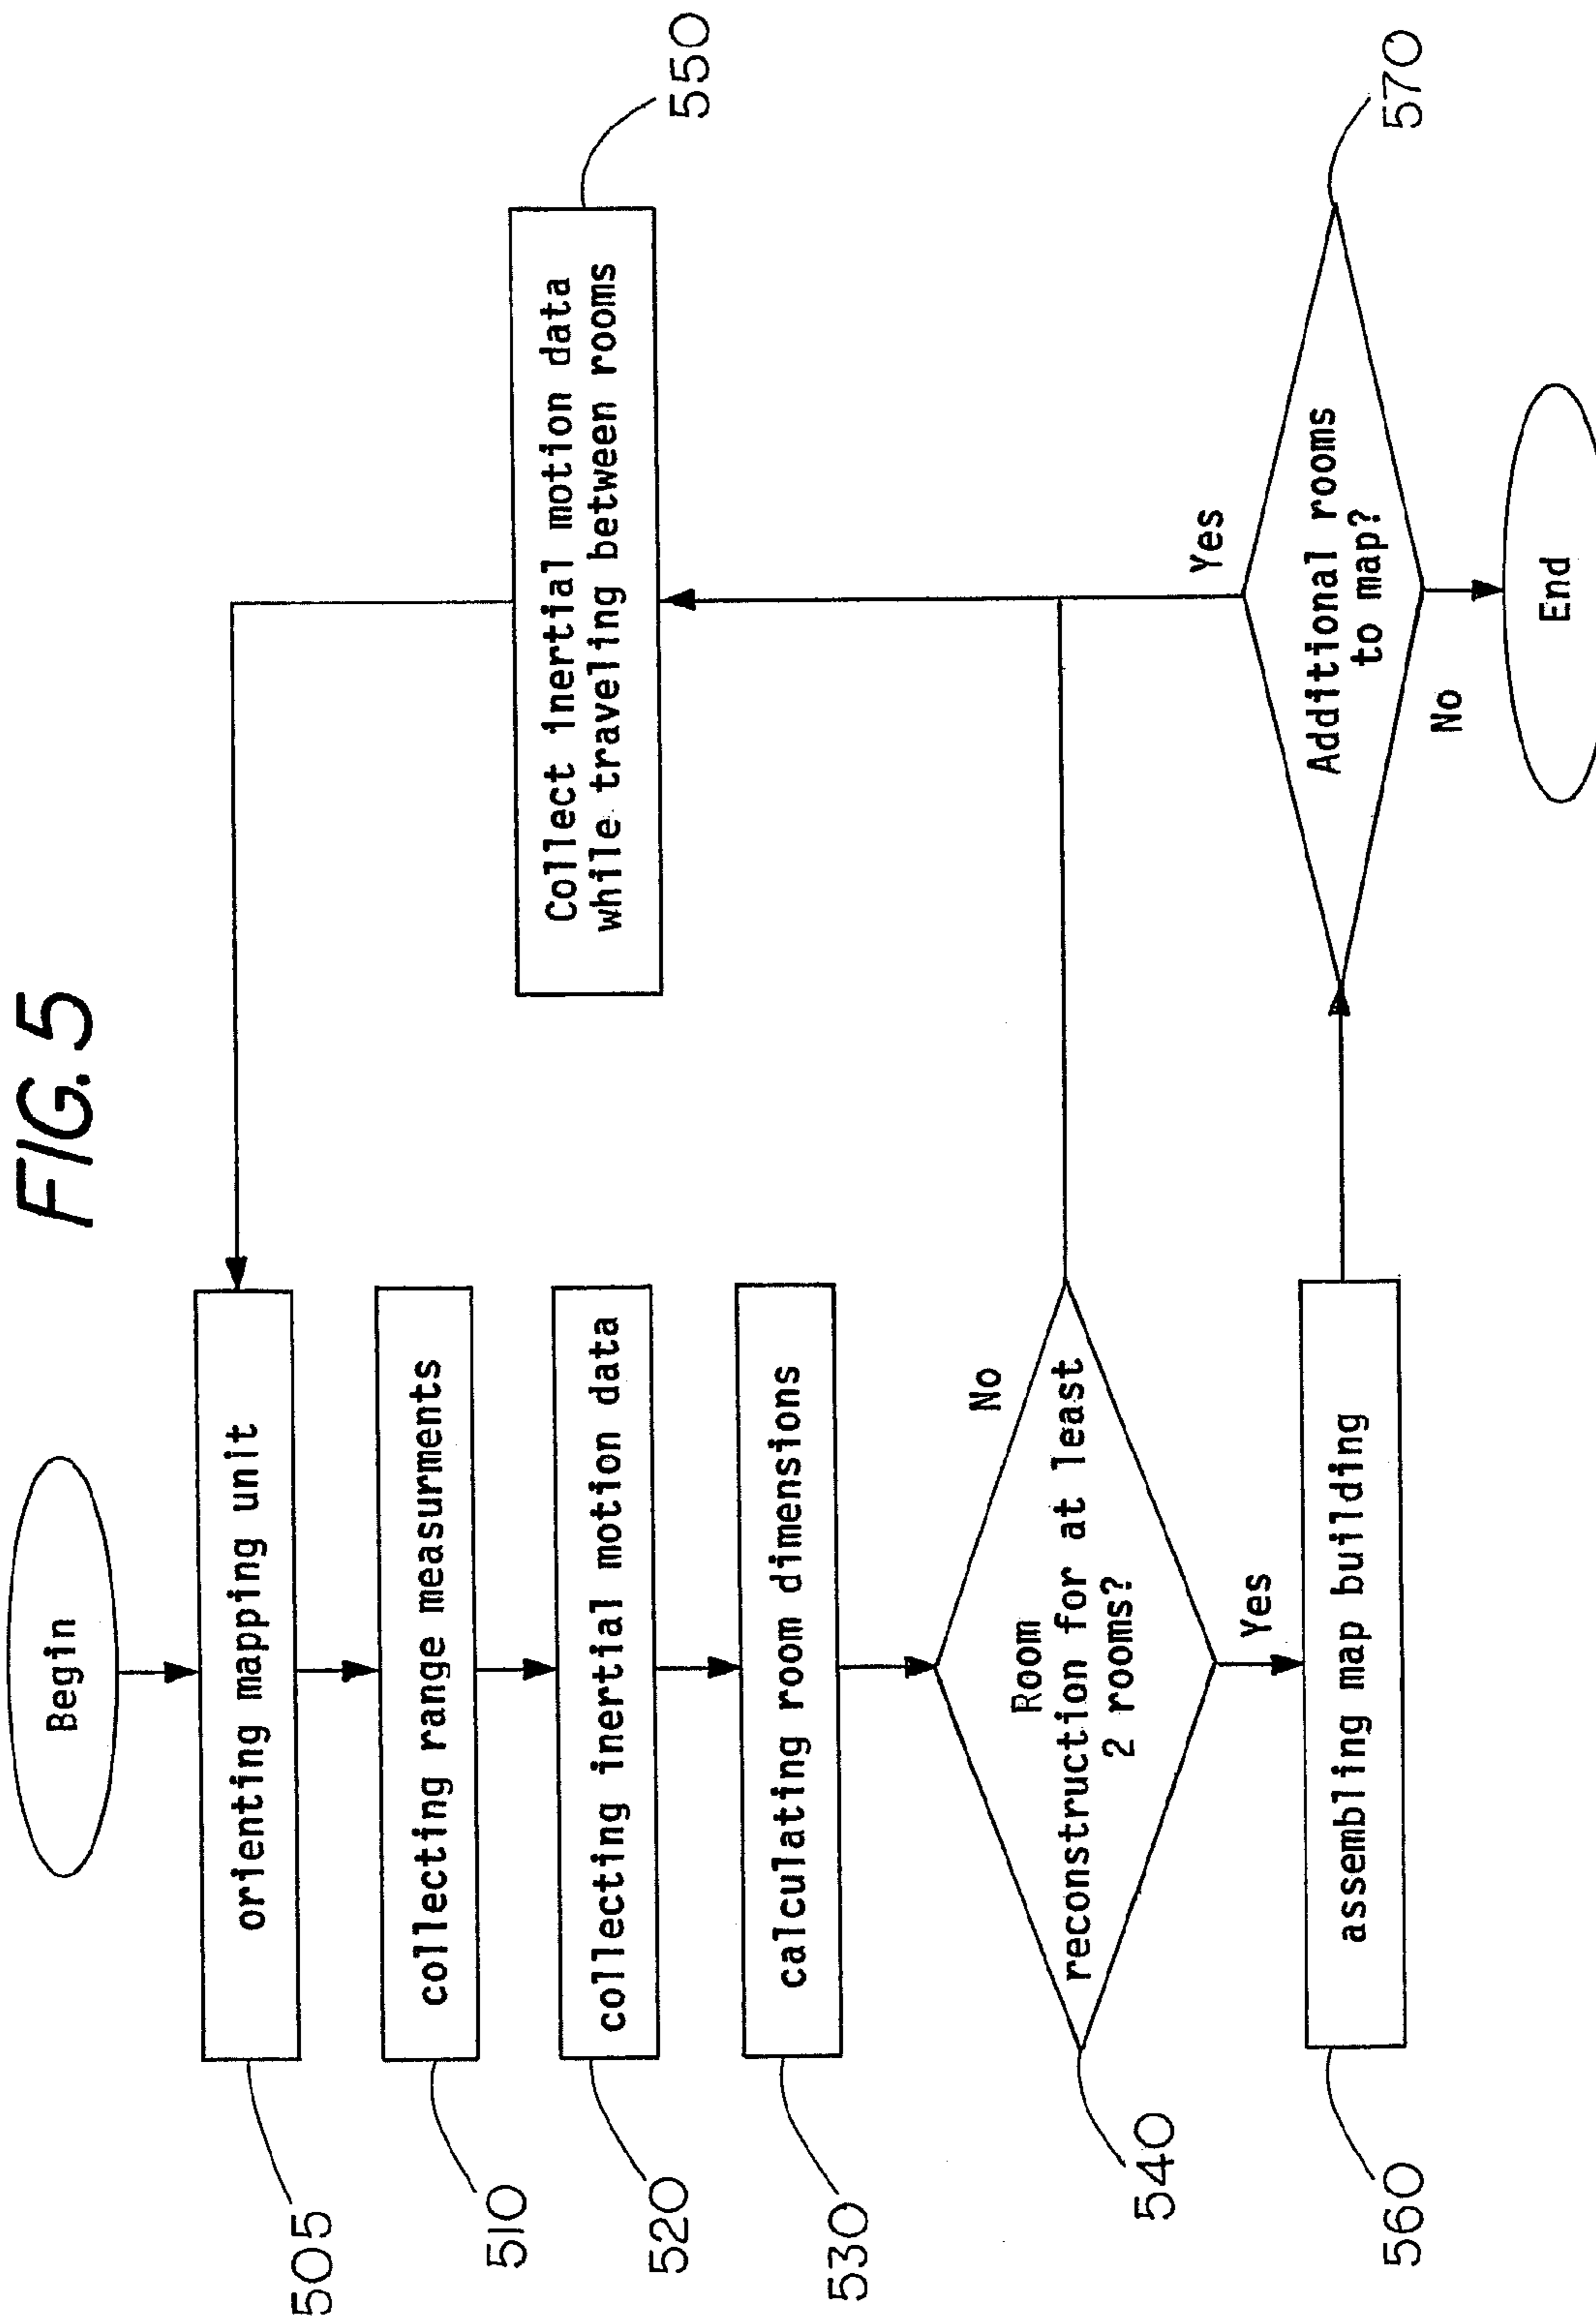 FIG. 5
Begin
orienting mapping unit
505
collecting range measurments
510
collecting inertial motion data
520
calculating room dimensions
530
Room
reconstruction for at least
2 rooms?
540
No
Yes
Collect inertial motion data
while traveling between rooms
550
assembling map building
560
Additional rooms
to map?
570
Yes
No
End